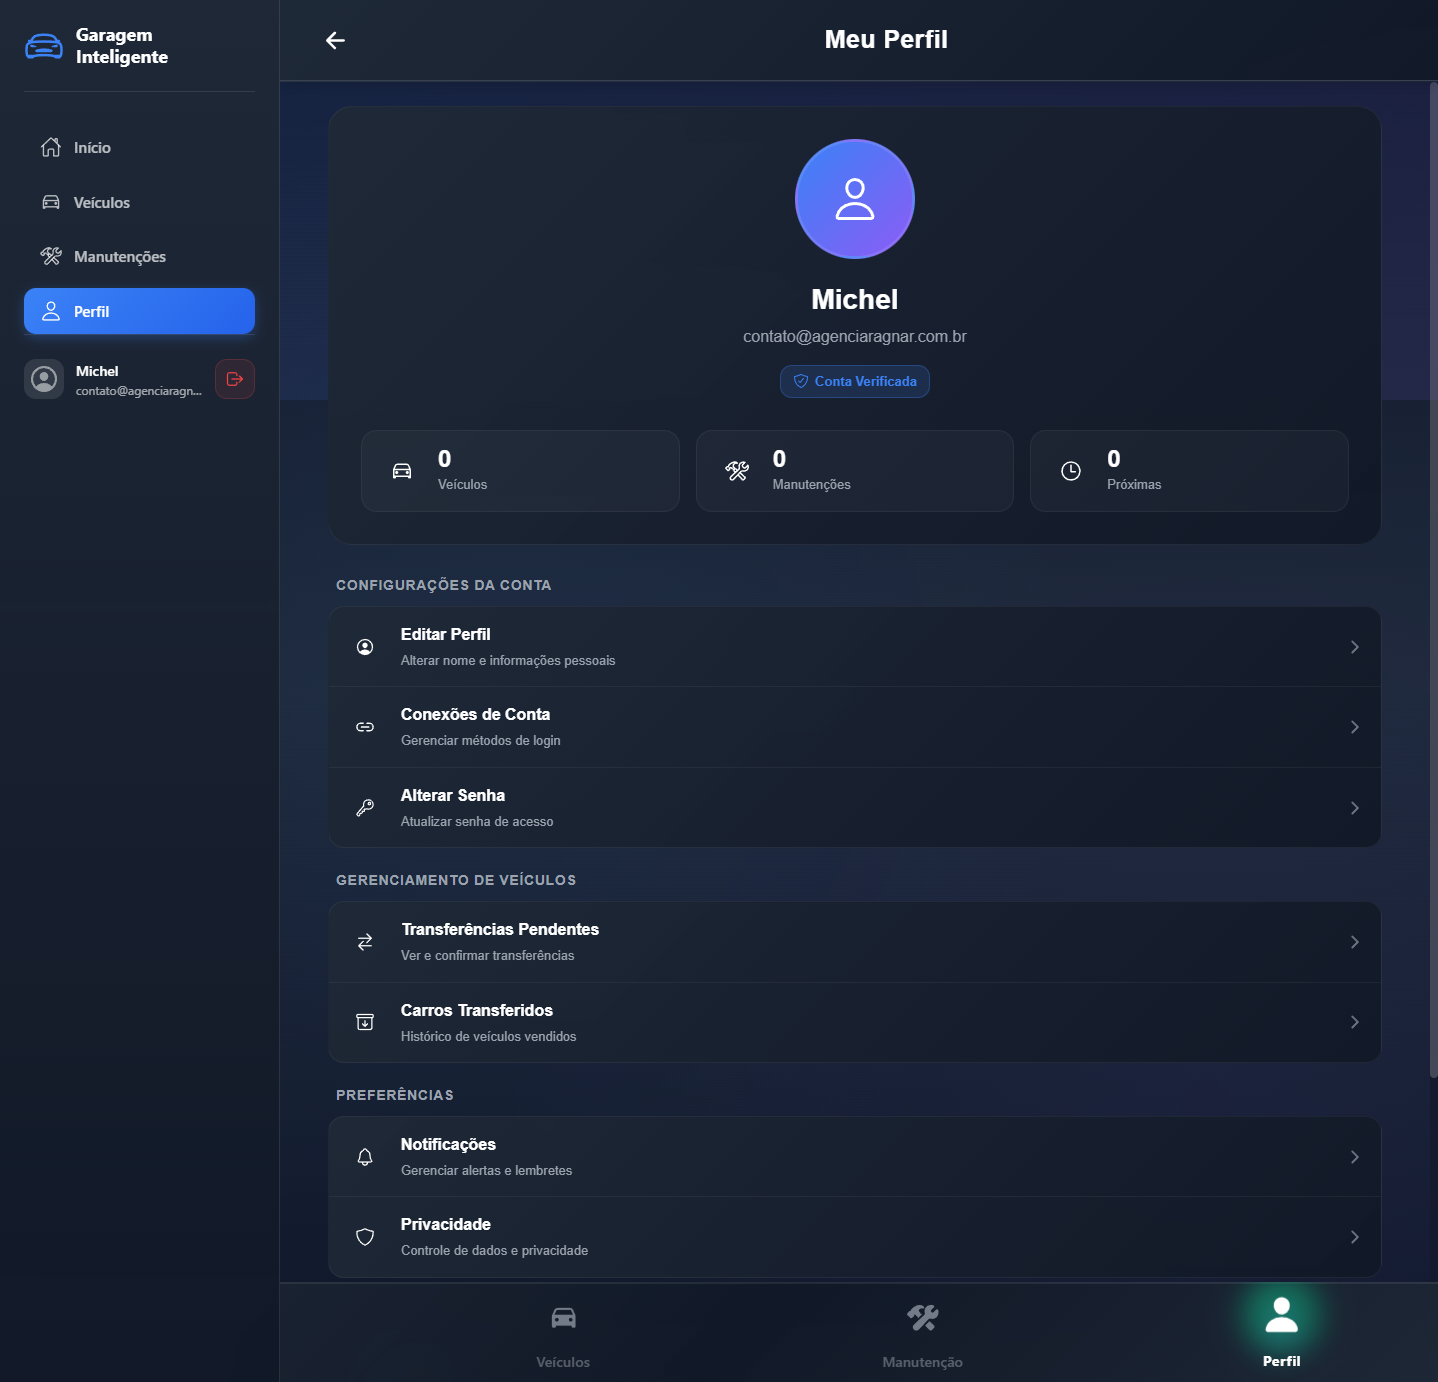 Garagem
Inteligente
Início
Veículos
Manutenções
Perfil
Michel
contato@agenciaragn...
Meu Perfil
Michel
contato@agenciaragnar.com.br
Conta Verificada
0
Veículos
0
Manutenções
0
Próximas
CONFIGURAÇÕES DA CONTA
Editar Perfil
Alterar nome e informações pessoais
Conexões de Conta
Gerenciar métodos de login
Alterar Senha
Atualizar senha de acesso
GERENCIAMENTO DE VEÍCULOS
Transferências Pendentes
Ver e confirmar transferências
Carros Transferidos
Histórico de veículos vendidos
PREFERÊNCIAS
Notificações
Gerenciar alertas e lembretes
Privacidade
Controle de dados e privacidade
Veículos
Manutenção
Perfil